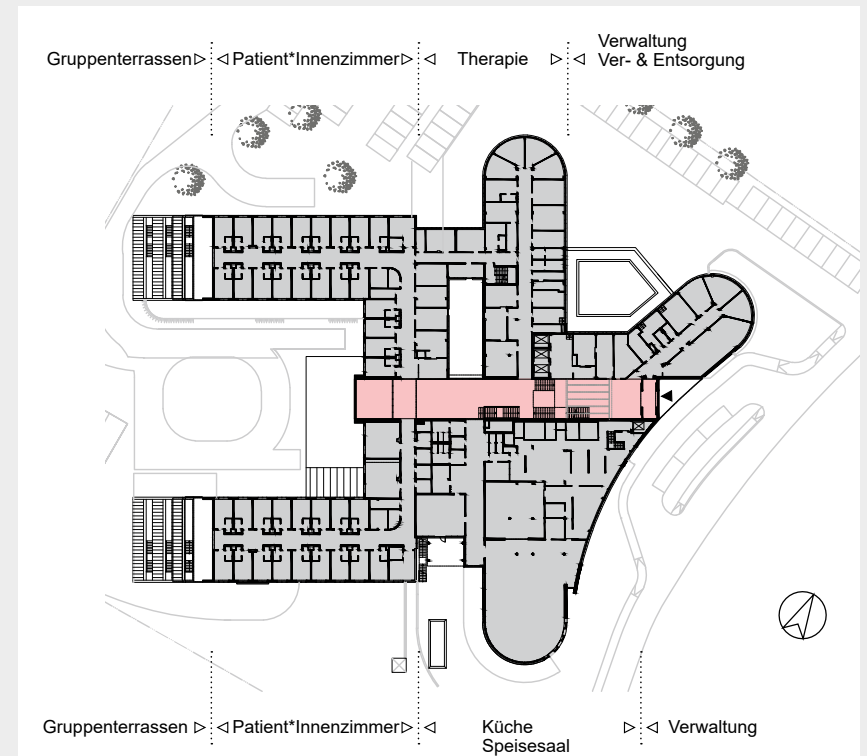 Gruppenterrassen
Patient*Innenzimmer
Therapie
Verwaltung
Ver- & Entsorgung
Gruppenterrassen
Patient*Innenzimmer
Küche
Speisesaal
Verwaltung